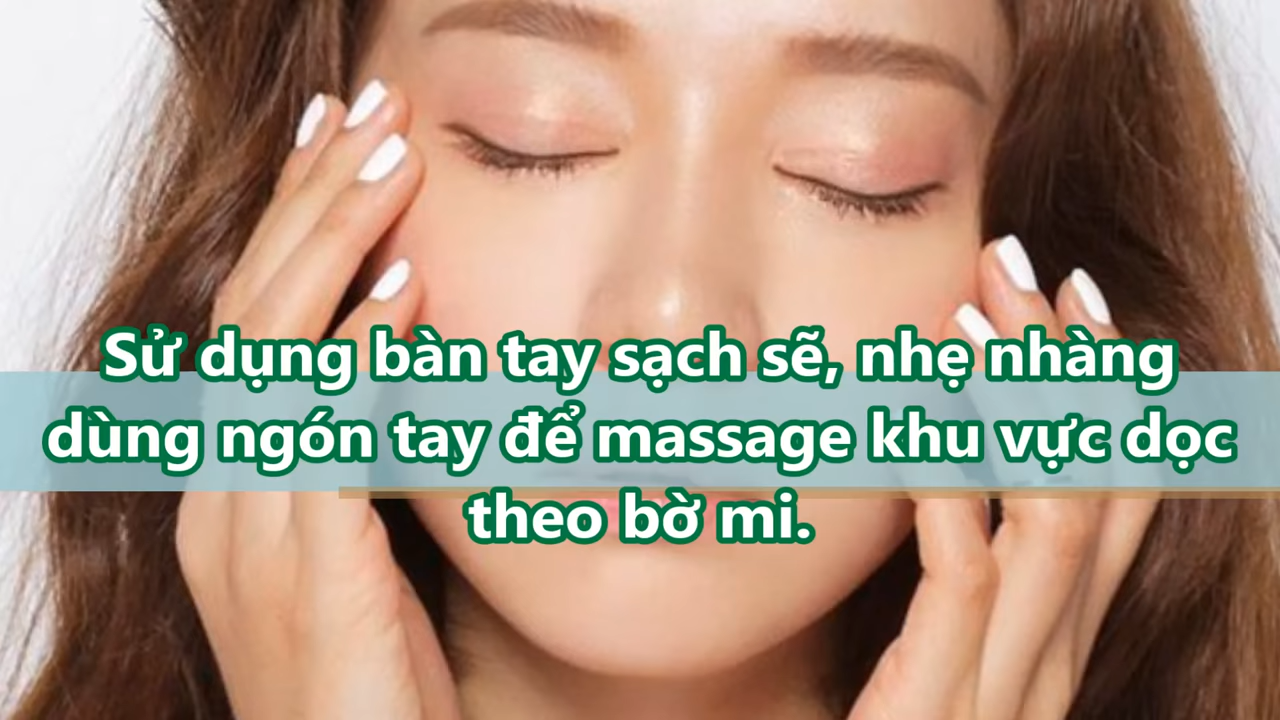 Sử dụng bàn tay sạch sẽ, nhẹ nhàng
dùng ngón tay để massage khu vực dọc
theo bờ mi.